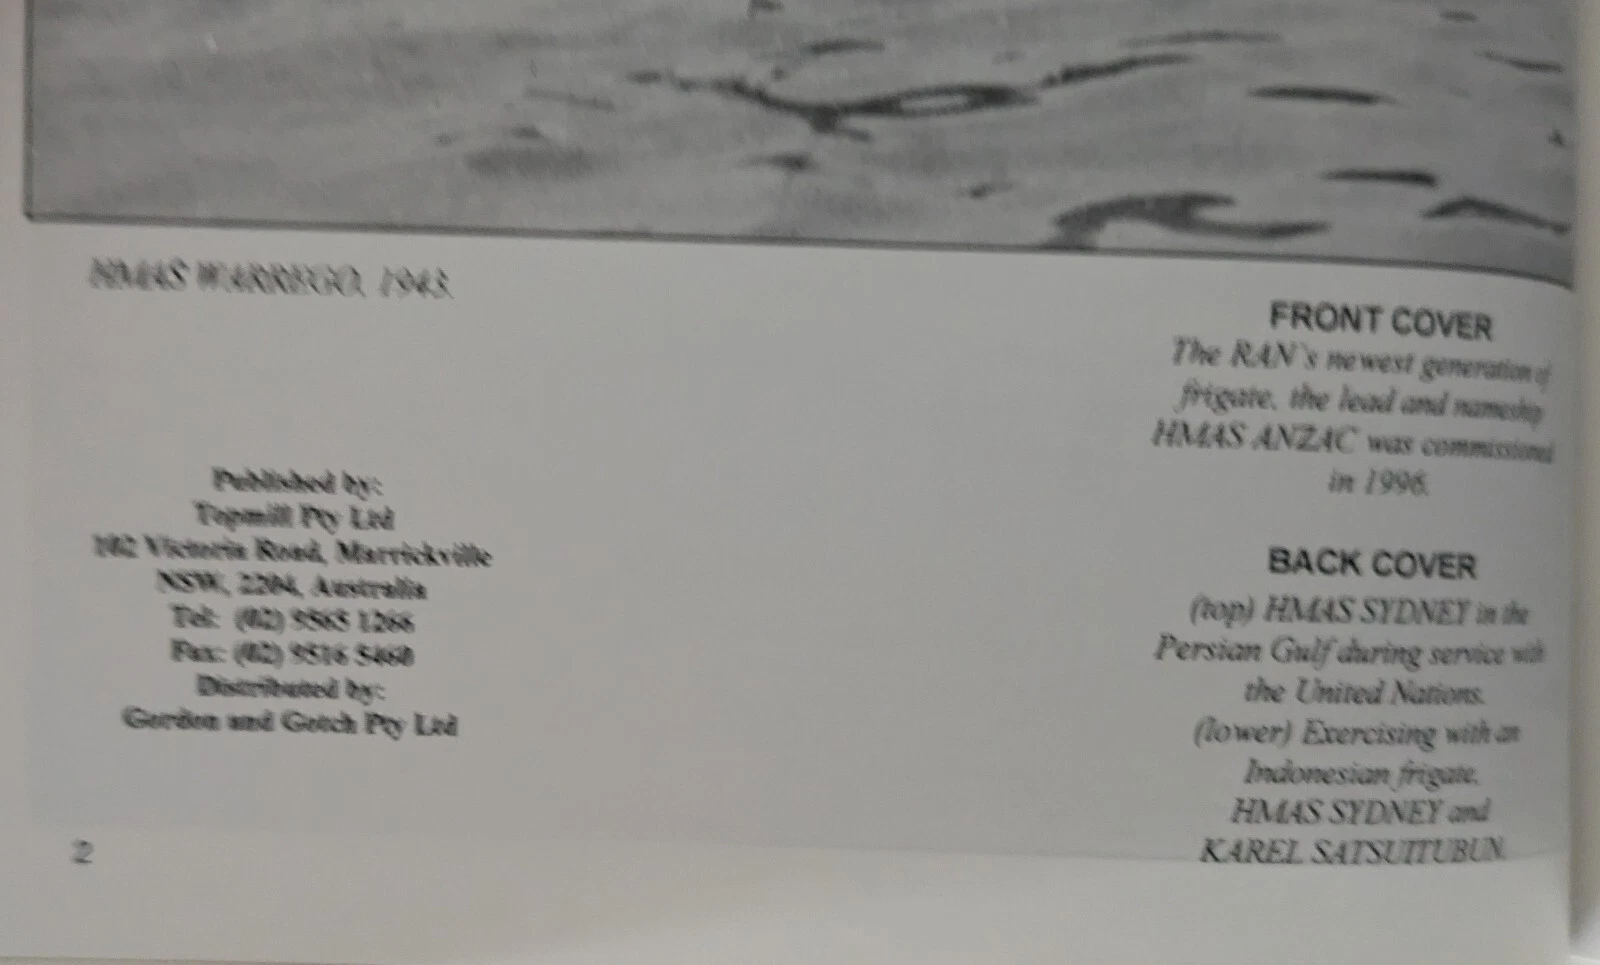 HMAS WARREGO, 1943.
Published by:
Topmill Pty Ltd
102 Victoria Road, Marrickville
NSW, 2204, Australia
Tel: (02) 9565 1266
Fax: (02) 9516 5460
Distributed by:
Gordon and Gotch Pty Ltd
2
FRONT COVER
The RAN's newest generation of
frigate, the lead and nameship
HMAS ANZAC was commissioned
in 1996.
BACK COVER
(top) HMAS SYDNEY in the
Persian Gulf during service with
the United Nations.
(lower) Exercising with an
Indonesian frigate,
HMAS SYDNEY and
KAREL SATSUITUBUN.